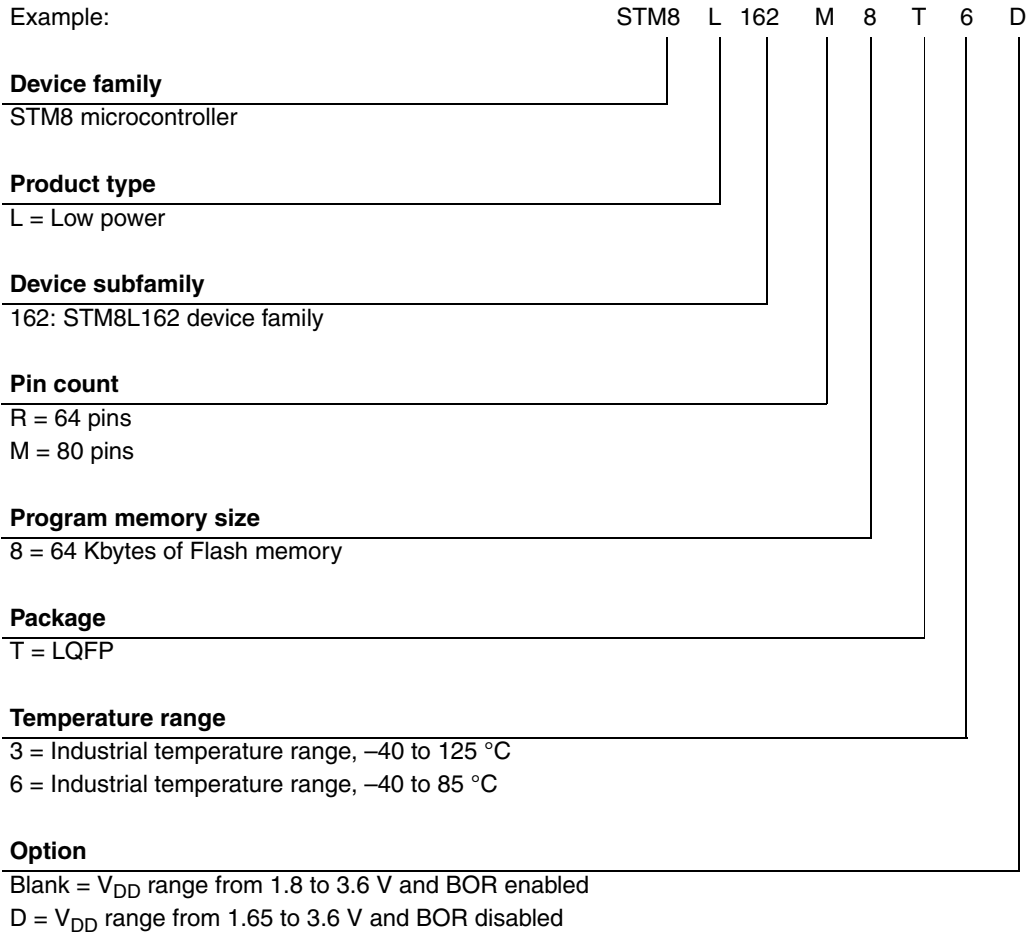 Example: STM8 L 162 M 8 T 6 D
Device family
STM8 microcontroller
Product type
L = Low power
Device subfamily
162: STM8L162 device family
Pin count
R = 64 pins
M = 80 pins
Program memory size
8 = 64 Kbytes of Flash memory
Package
T = LQFP
Temperature range
3 = Industrial temperature range, –40 to 125 °C
6 = Industrial temperature range, –40 to 85 °C
Option
Blank = VDD range from 1.8 to 3.6 V and BOR enabled
D = VDD range from 1.65 to 3.6 V and BOR disabled